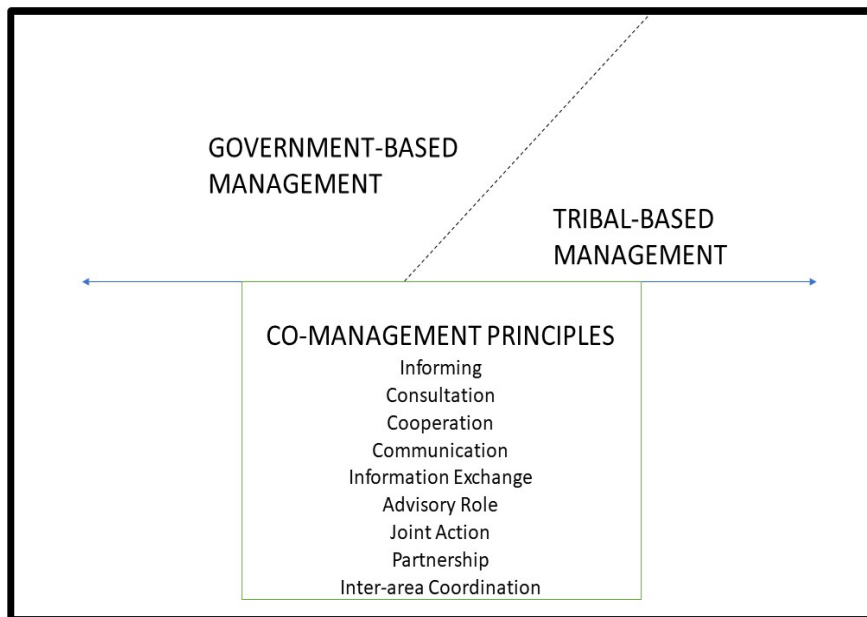 GOVERNMENT-BASED
MANAGEMENT
TRIBAL-BASED
MANAGEMENT
CO-MANAGEMENT PRINCIPLES
Informing
Consultation
Cooperation
Communication
Information Exchange
Advisory Role
Joint Action
Partnership
Inter-area Coordination